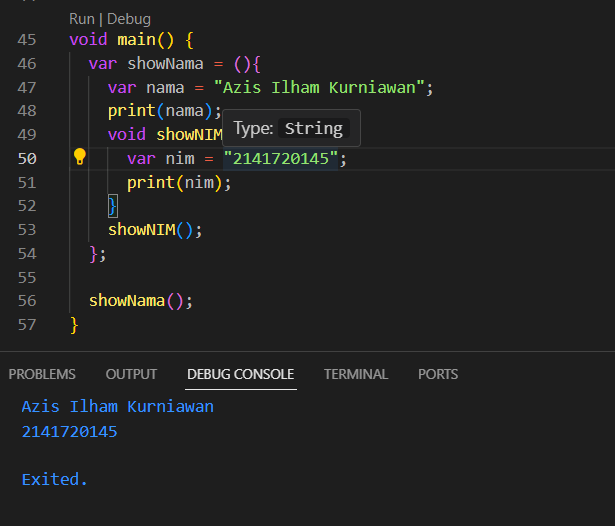 Run | Debug
45 void main() {
46 var showNama = (){
47 var nama = "Azis Ilham Kurniawan";
48 print(nama);
Type: String
49 void showNIM
50 var nim = "2141720145";
51 print(nim);
52 }
53 showNIM();
54 };
55
56 showNama();
57 }
PROBLEMS OUTPUT DEBUG CONSOLE TERMINAL PORTS
Azis Ilham Kurniawan
2141720145
Exited.